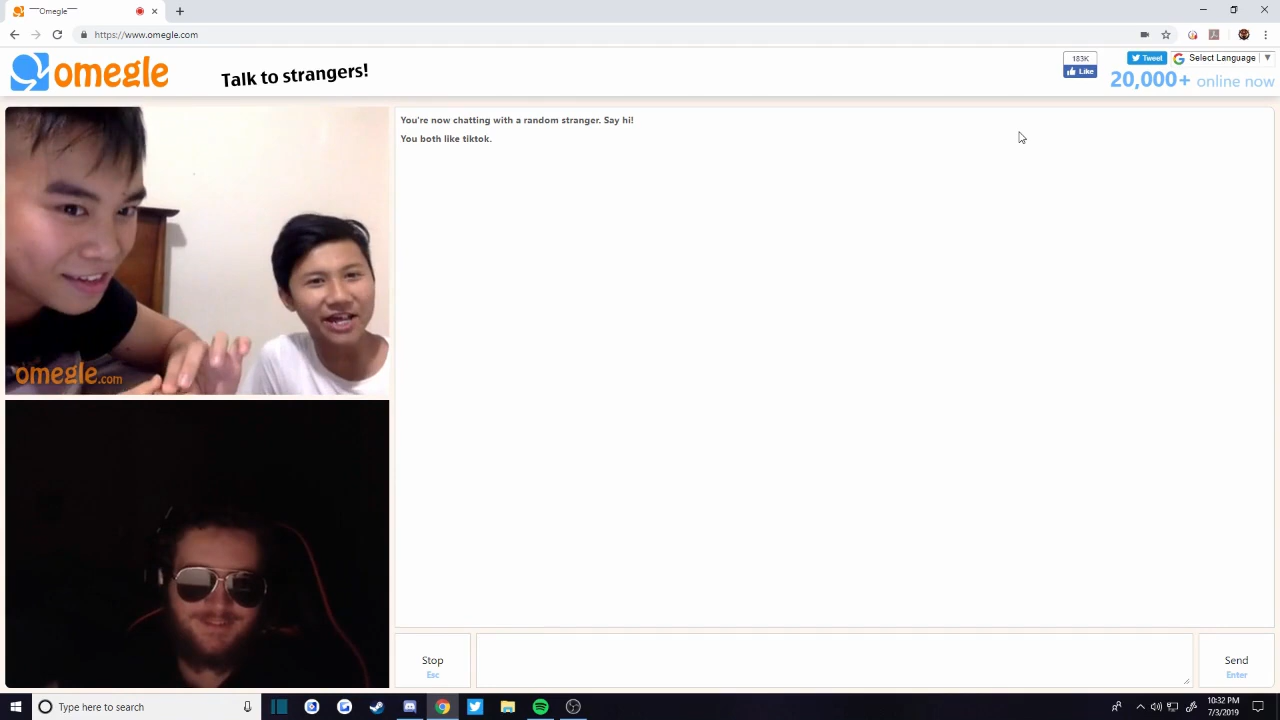 Omegle
https://www.omegle.com
omegle
Talk to strangers!
183K
Like
Tweet
Select Language
20,000+ online now
You're now chatting with a random stranger. Say hi!
You both like tiktok.
omegle.com
Stop
Esc
Send
Enter
Type here to search
10:32 PM
7/3/2019